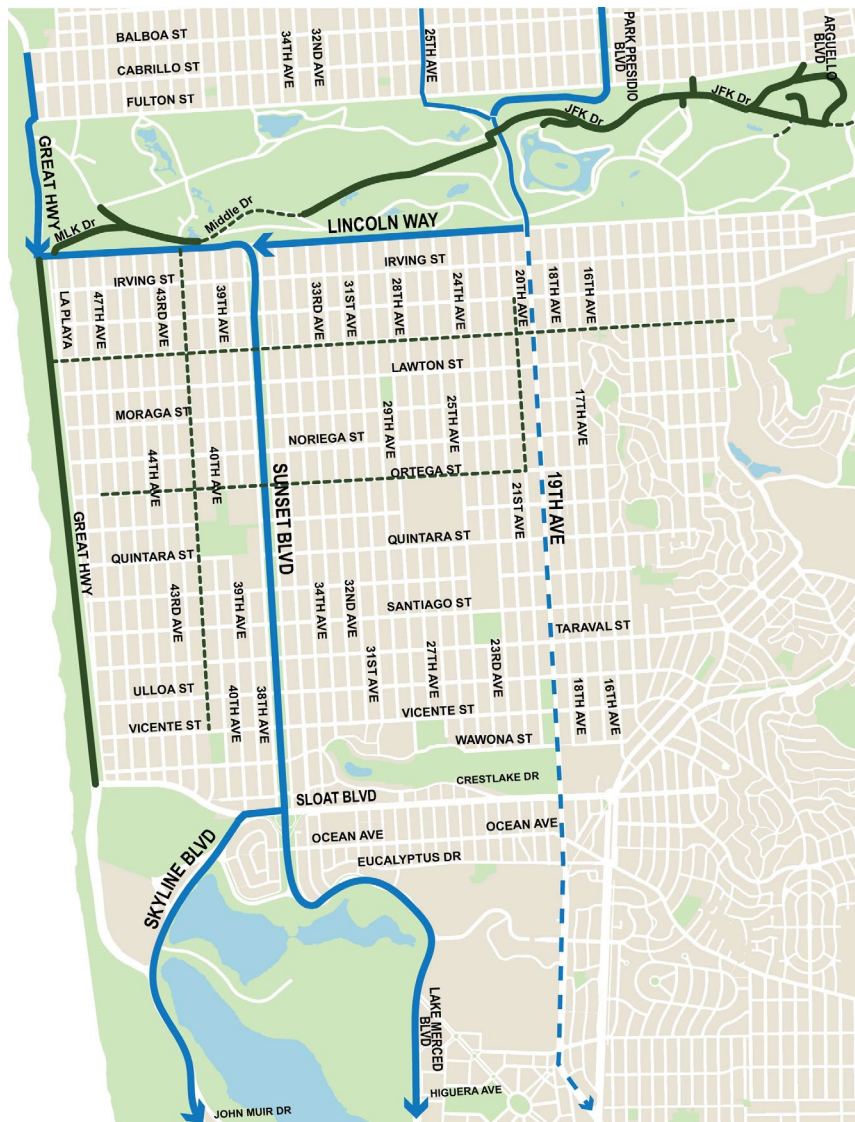 BALBOA ST
CABRILLO ST
FULTON ST
34TH AVE
32ND AVE
25TH AVE
PARK PRESIDIO
BLVD
ARGUELLO
BLVD
JFK Dr
JFK Dr
GREAT HWY
MLK Dr
Middle Dr
LINCOLN WAY
IRVING ST
IRVING ST
LA PLAYA
47TH AVE
43RD AVE
39TH AVE
33RD AVE
31ST AVE
28TH AVE
24TH AVE
20TH AVE
18TH AVE
16TH AVE
LAWTON ST
MORAGA ST
NORIEGA ST
29TH AVE
25TH AVE
17TH AVE
44TH AVE
40TH AVE
ORTEGA ST
SUNSET BLVD
21ST AVE
19TH AVE
GREAT HWY
QUINTARA ST
QUINTARA ST
43RD AVE
39TH AVE
34TH AVE
32ND AVE
SANTIAGO ST
TARAVAL ST
31ST AVE
27TH AVE
23RD AVE
ULLOA ST
VICENTE ST
40TH AVE
38TH AVE
VICENTE ST
18TH AVE
16TH AVE
WAWONA ST
CRESTLAKE DR
SLOAT BLVD
OCEAN AVE
OCEAN AVE
EUCALYPTUS DR
SKYLINE BLVD
LAKE MERCED
BLVD
HIGUERA AVE
JOHN MUIR DR